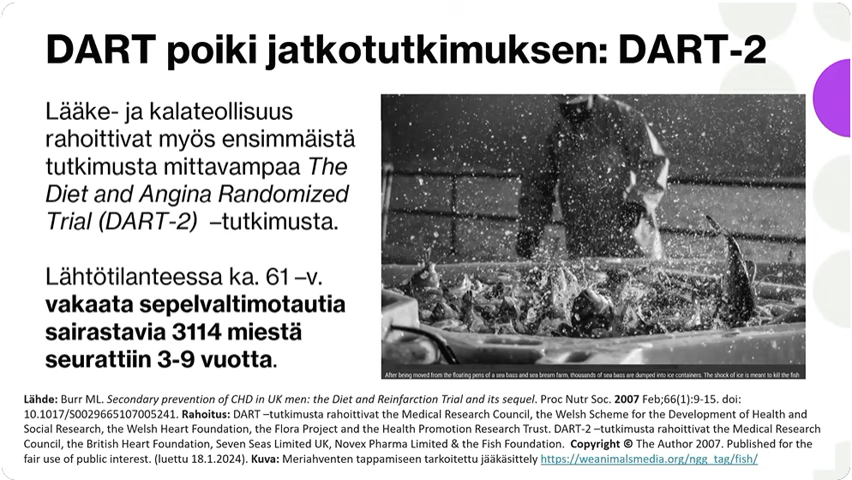 DART poiki jatkotutkimuksen: DART-2
Lääke- ja kalateollisuus
rahoittivat myös ensimmäistä
tutkimusta mittavampaa The
Diet and Angina Randomized
Trial (DART-2) –tutkimusta.
Lähtötilanteessa ka. 61 –v.
vakaata sepelvaltimotautia
sairastavia 3114 miestä
seurattiin 3-9 vuotta.
After being moved from the floating pens of a sea bass and sea bream farm, thousands of sea bass are dumped into ice containers. The shock of ice is meant to kill the fish
Lähde: Burr ML. Secondary prevention of CHD in UK men: the Diet and Reinfarction Trial and its sequel. Proc Nutr Soc. 2007 Feb;66(1):9-15. doi:
10.1017/S0029665107005241. Rahoitus: DART –tutkimusta rahoittivat the Medical Research Council, the Welsh Scheme for the Development of Health and
Social Research, the Welsh Heart Foundation, the Flora Project and the Health Promotion Research Trust. DART-2 –tutkimusta rahoittivat the Medical Research
Council, the British Heart Foundation, Seven Seas Limited UK, Novex Pharma Limited & the Fish Foundation. Copyright © The Author 2007. Published for the
fair use of public interest. (luettu 18.1.2024). Kuva: Meriahventen tappamiseen tarkoitettu jääkäsittely https://weanimalsmedia.org/ngg_tag/fish/